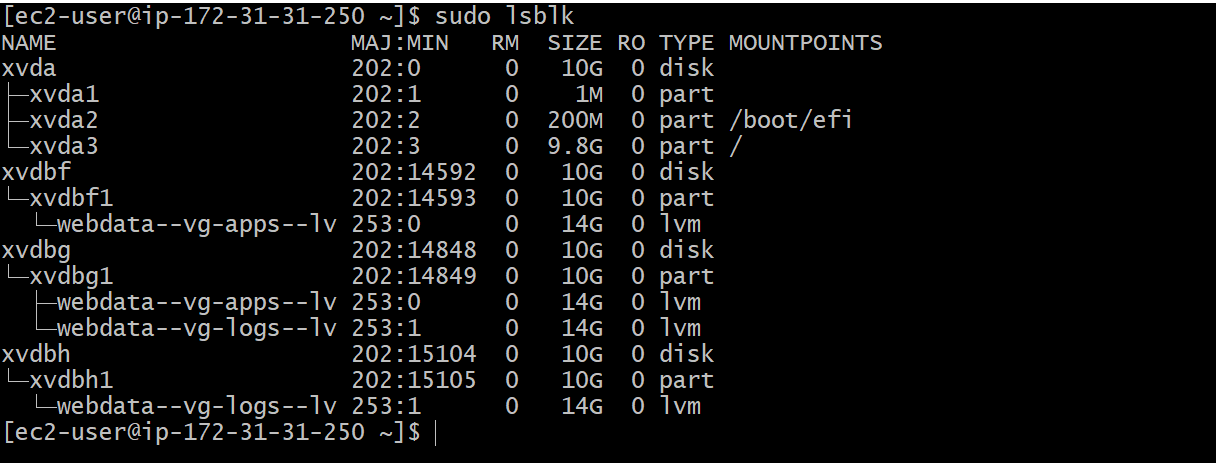 [ec2-user@ip-172-31-31-250 ~]$ sudo lsblk
NAME                     MAJ:MIN   RM  SIZE RO TYPE MOUNTPOINTS
xvda                     202:0      0   10G  0 disk
├─xvda1                  202:1      0    1M  0 part
├─xvda2                  202:2      0  200M  0 part /boot/efi
└─xvda3                  202:3      0  9.8G  0 part /
xvdbf                    202:14592  0   10G  0 disk
└─xvdbf1                 202:14593  0   10G  0 part
  └─webdata--vg-apps--lv 253:0      0   14G  0 lvm
xvdbg                    202:14848  0   10G  0 disk
└─xvdbg1                 202:14849  0   10G  0 part
  ├─webdata--vg-apps--lv 253:0      0   14G  0 lvm
  └─webdata--vg-logs--lv 253:1      0   14G  0 lvm
xvdbh                    202:15104  0   10G  0 disk
└─xvdbh1                 202:15105  0   10G  0 part
  └─webdata--vg-logs--lv 253:1      0   14G  0 lvm
[ec2-user@ip-172-31-31-250 ~]$